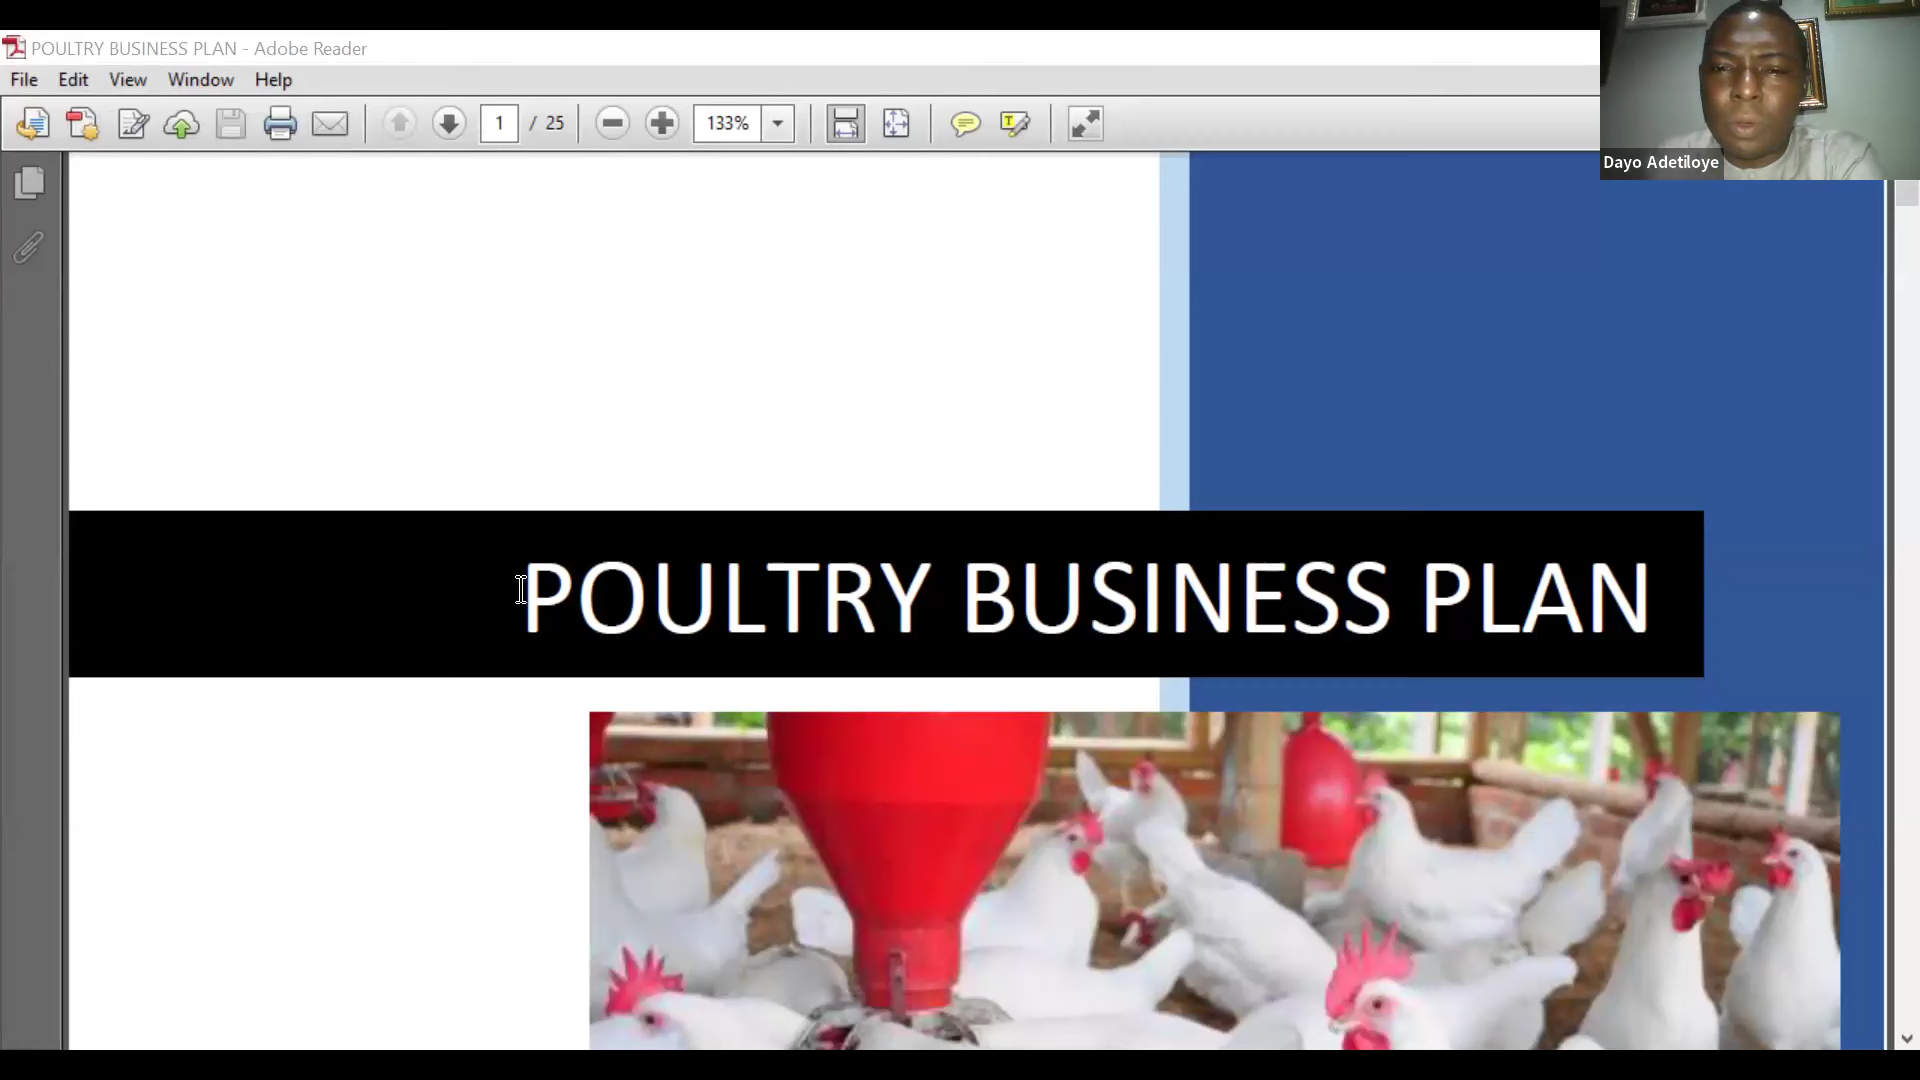 POULTRY BUSINESS PLAN - Adobe Reader
File Edit View Window Help
1 / 25 133%
T
Dayo Adetiloye
POULTRY BUSINESS PLAN